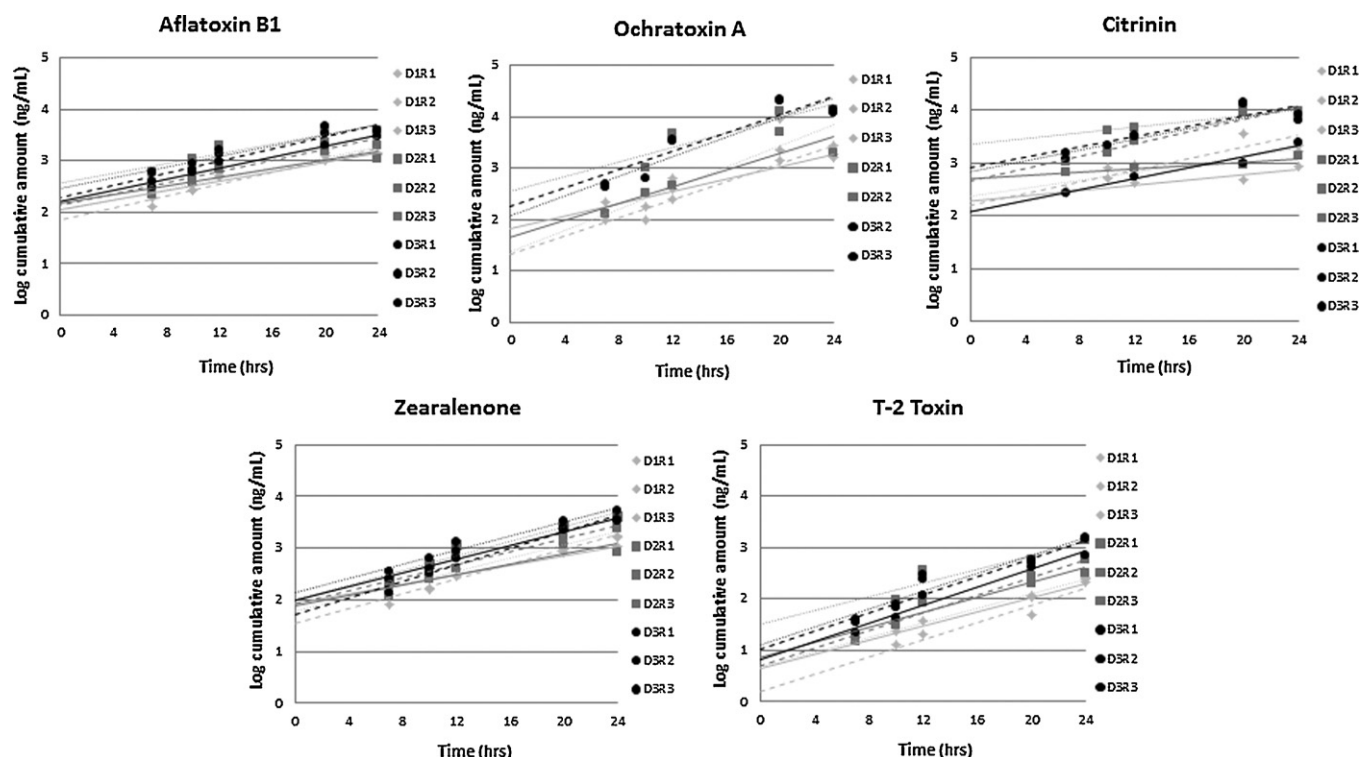 Aflatoxin B1
Log cumulative amount (ng/mL)
5
4
3
2
1
0
0 4 8 12 16 20 24
Time (hrs)
D1R1
D1R2
D1R3
D2R1
D2R2
D2R3
D3R1
D3R2
D3R3
Ochratoxin A
Log cumulative amount (ng/mL)
5
4
3
2
1
0
0 4 8 12 16 20 24
Time (hrs)
D1R1
D1R2
D1R3
D2R1
D2R2
D3R2
D3R3
Citrinin
Log cumulative amount (ng/mL)
5
4
3
2
1
0
0 4 8 12 16 20 24
Time (hrs)
D1R1
D1R2
D1R3
D2R1
D2R2
D2R3
D3R1
D3R2
D3R3
Zearalenone
Log cumulative amount (ng/mL)
5
4
3
2
1
0
0 4 8 12 16 20 24
Time (hrs)
D1R1
D1R2
D1R3
D2R1
D2R2
D2R3
D3R1
D3R2
D3R3
T-2 Toxin
Log cumulative amount (ng/mL)
5
4
3
2
1
0
0 4 8 12 16 20 24
Time (hrs)
D1R1
D1R2
D1R3
D2R1
D2R2
D2R3
D3R1
D3R2
D3R3